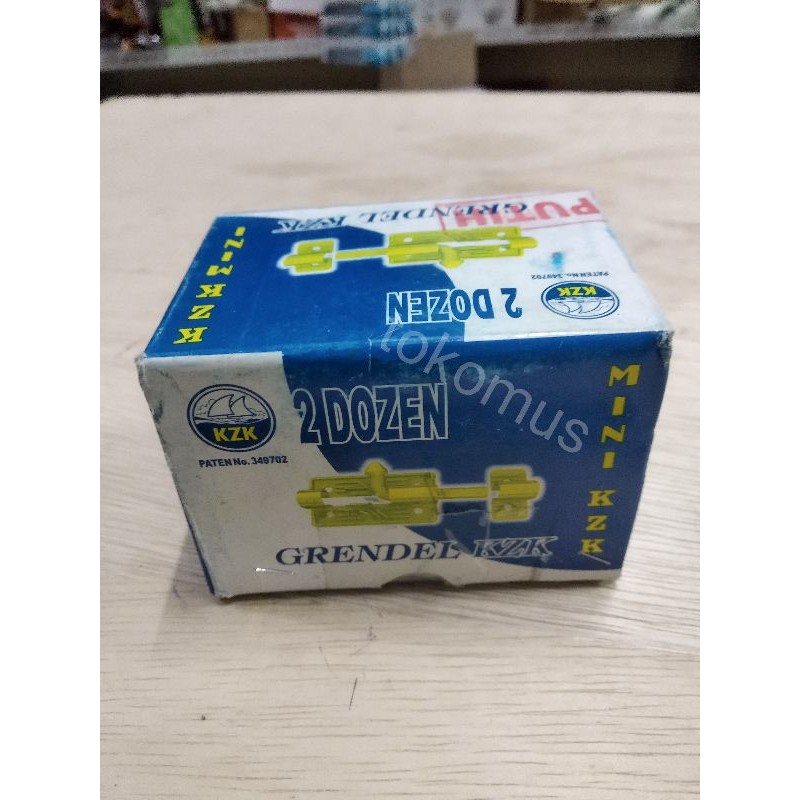 PUTIH
GRENDEL KZK
MINI KZK
2 DOZEN
KZK
PATEN No. 349702
tokomus
KZK
PATEN No. 349702
2 DOZEN
MINI KZK
GRENDEL KZK